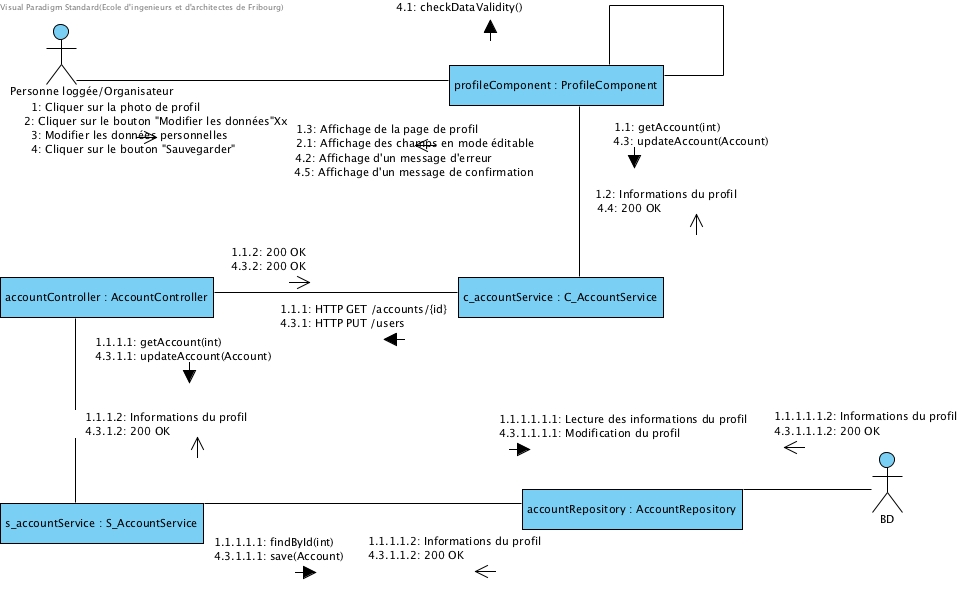 Visual Paradigm Standard(Ecole d'ingenieurs et d'architectes de Fribourg)
4.1: checkDataValidity()
profileComponent : ProfileComponent
Personne loggée/Organisateur
1: Cliquer sur la photo de profil
2: Cliquer sur le bouton "Modifier les données"Xx
3: Modifier les données personnelles
4: Cliquer sur le bouton "Sauvegarder"
1.3: Affichage de la page de profil
2.1: Affichage des champs en mode éditable
4.2: Affichage d'un message d'erreur
4.5: Affichage d'un message de confirmation
1.1: getAccount(int)
4.3: updateAccount(Account)
1.2: Informations du profil
4.4: 200 OK
1.1.2: 200 OK
4.3.2: 200 OK
accountController : AccountController
c_accountService : C_AccountService
1.1.1: HTTP GET /accounts/{id}
4.3.1: HTTP PUT /users
1.1.1.1: getAccount(int)
4.3.1.1: updateAccount(Account)
1.1.1.2: Informations du profil
4.3.1.2: 200 OK
1.1.1.1.1.1: Lecture des informations du profil
4.3.1.1.1.1: Modification du profil
1.1.1.1.1.2: Informations du profil
4.3.1.1.1.2: 200 OK
s_accountService : S_AccountService
accountRepository : AccountRepository
BD
1.1.1.1.1: findById(int)
4.3.1.1.1: save(Account)
1.1.1.1.2: Informations du profil
4.3.1.1.2: 200 OK